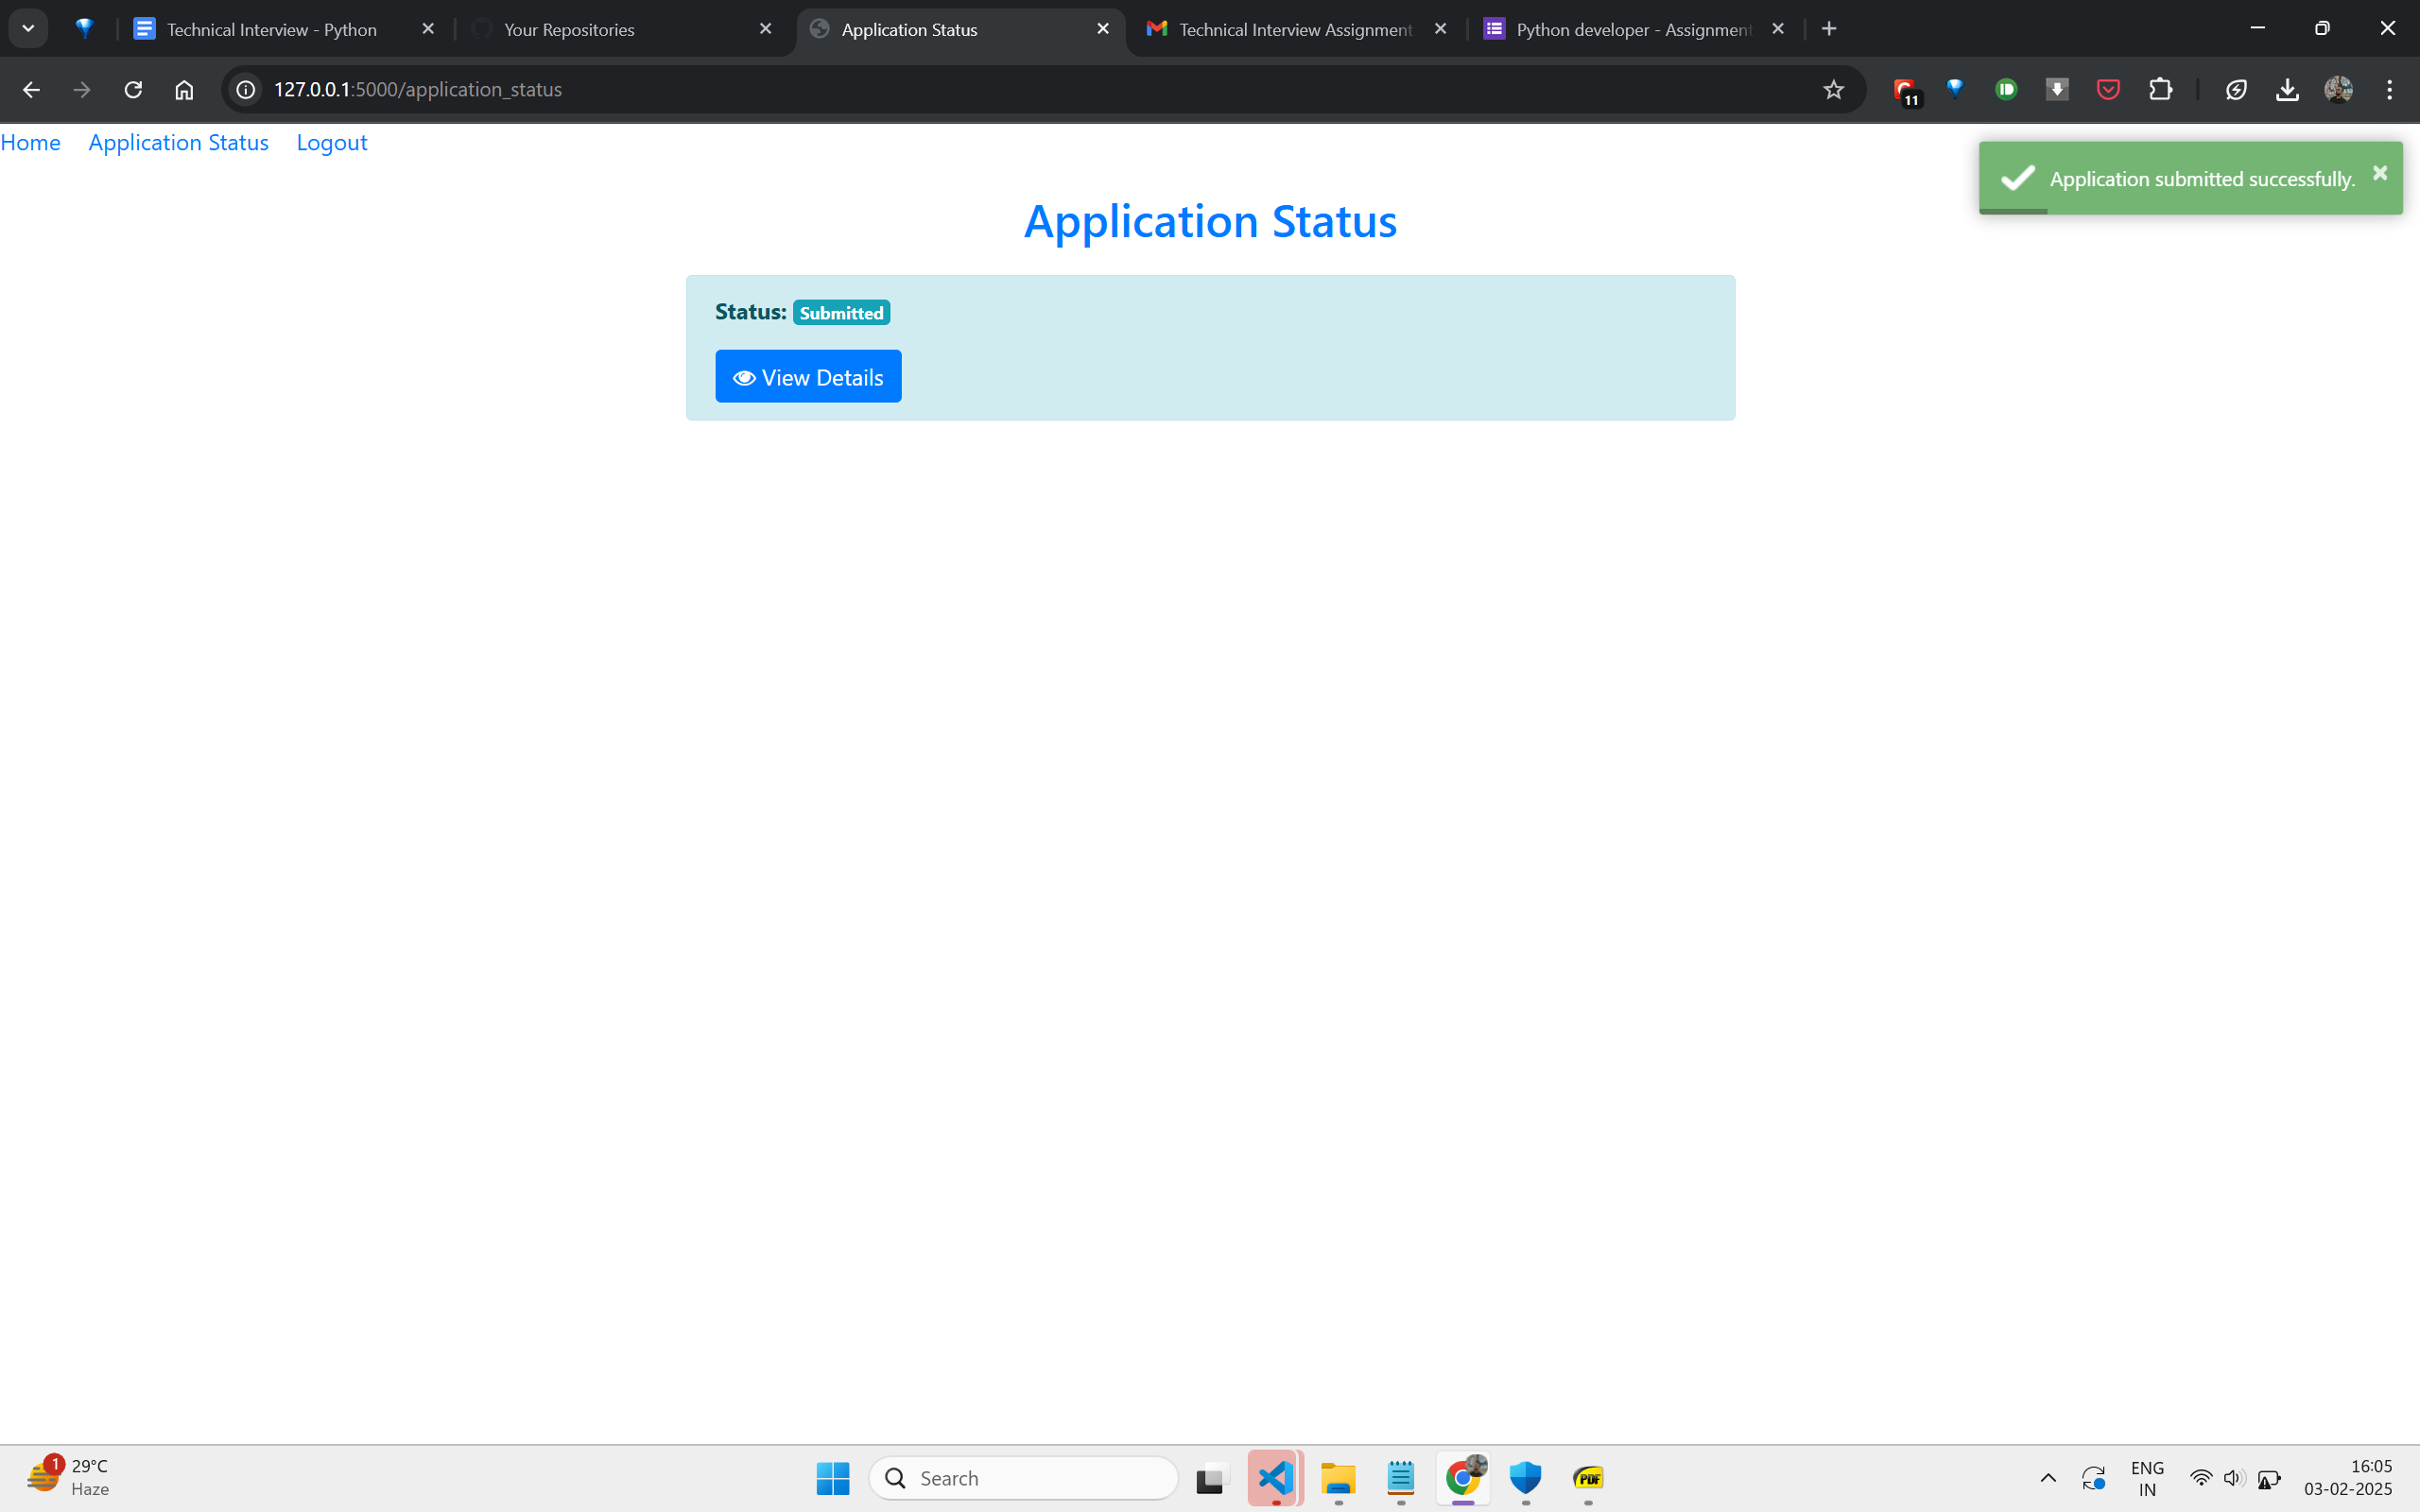 Technical Interview - Python
Your Repositories
Application Status
Technical Interview Assignment
Python developer - Assignment
127.0.0.1:5000/application_status
11
Home Application Status Logout
Application submitted successfully.
Application Status
Status: Submitted
View Details
1
29°C
Haze
Search
PDF
ENG
IN
16:05
03-02-2025